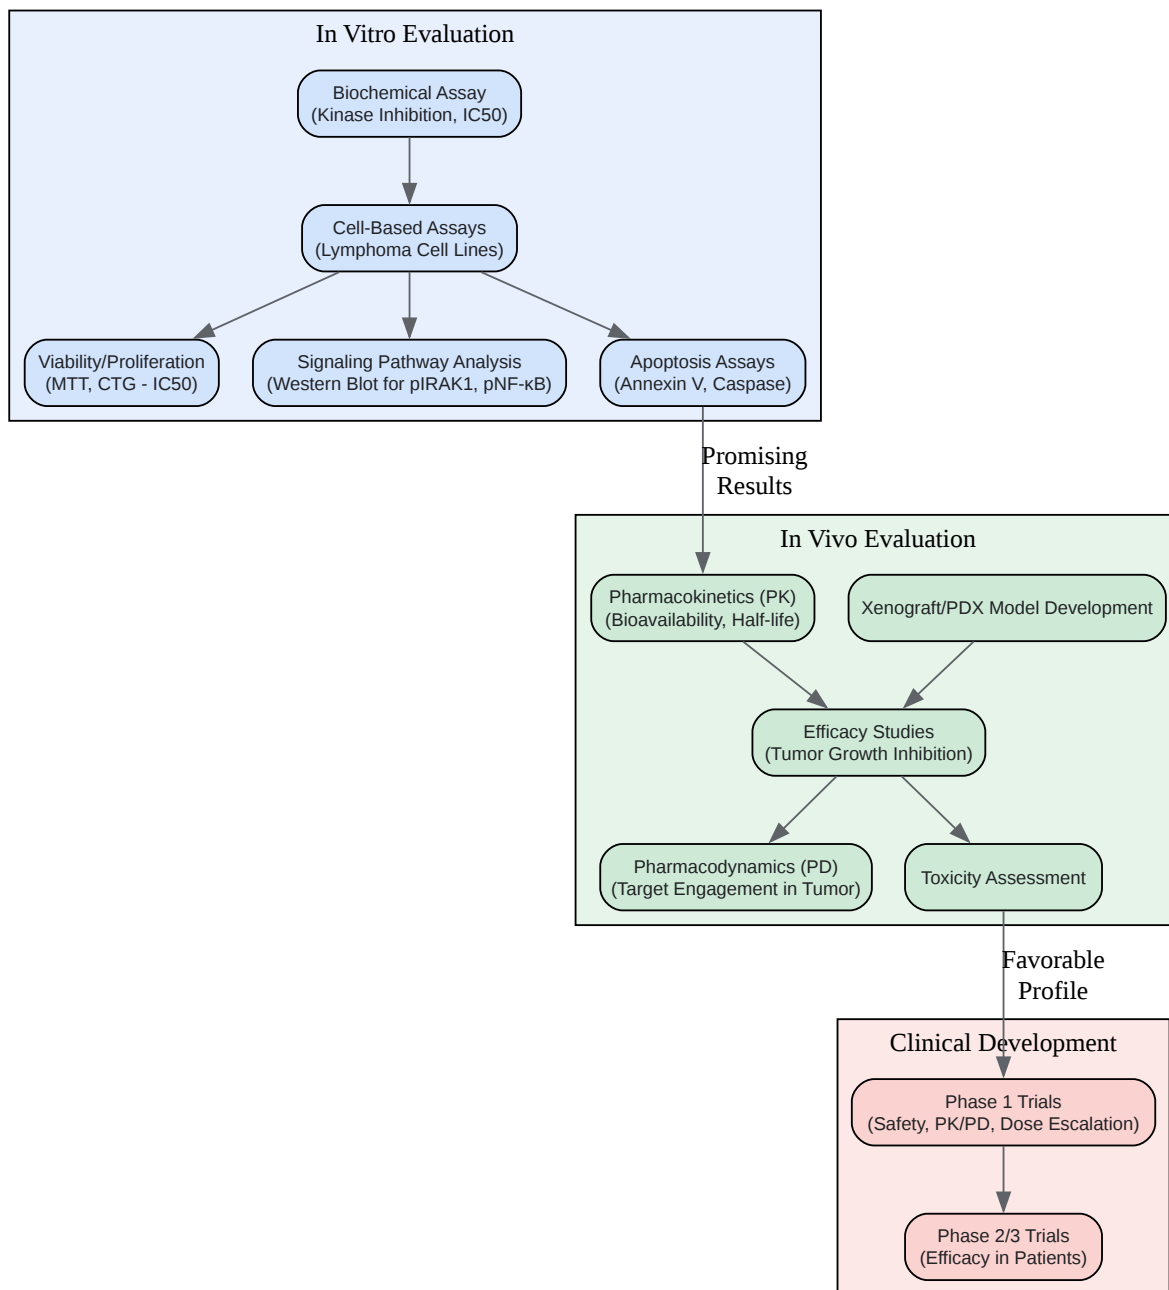 In Vitro Evaluation
Biochemical Assay
(Kinase Inhibition, IC50)
Cell-Based Assays
(Lymphoma Cell Lines)
Viability/Proliferation
(MTT, CTG - IC50)
Signaling Pathway Analysis
(Western Blot for pIRAK1, pNF-κB)
Apoptosis Assays
(Annexin V, Caspase)
Promising
Results
In Vivo Evaluation
Pharmacokinetics (PK)
(Bioavailability, Half-life)
Xenograft/PDX Model Development
Efficacy Studies
(Tumor Growth Inhibition)
Pharmacodynamics (PD)
(Target Engagement in Tumor)
Toxicity Assessment
Favorable
Profile
Clinical Development
Phase 1 Trials
(Safety, PK/PD, Dose Escalation)
Phase 2/3 Trials
(Efficacy in Patients)